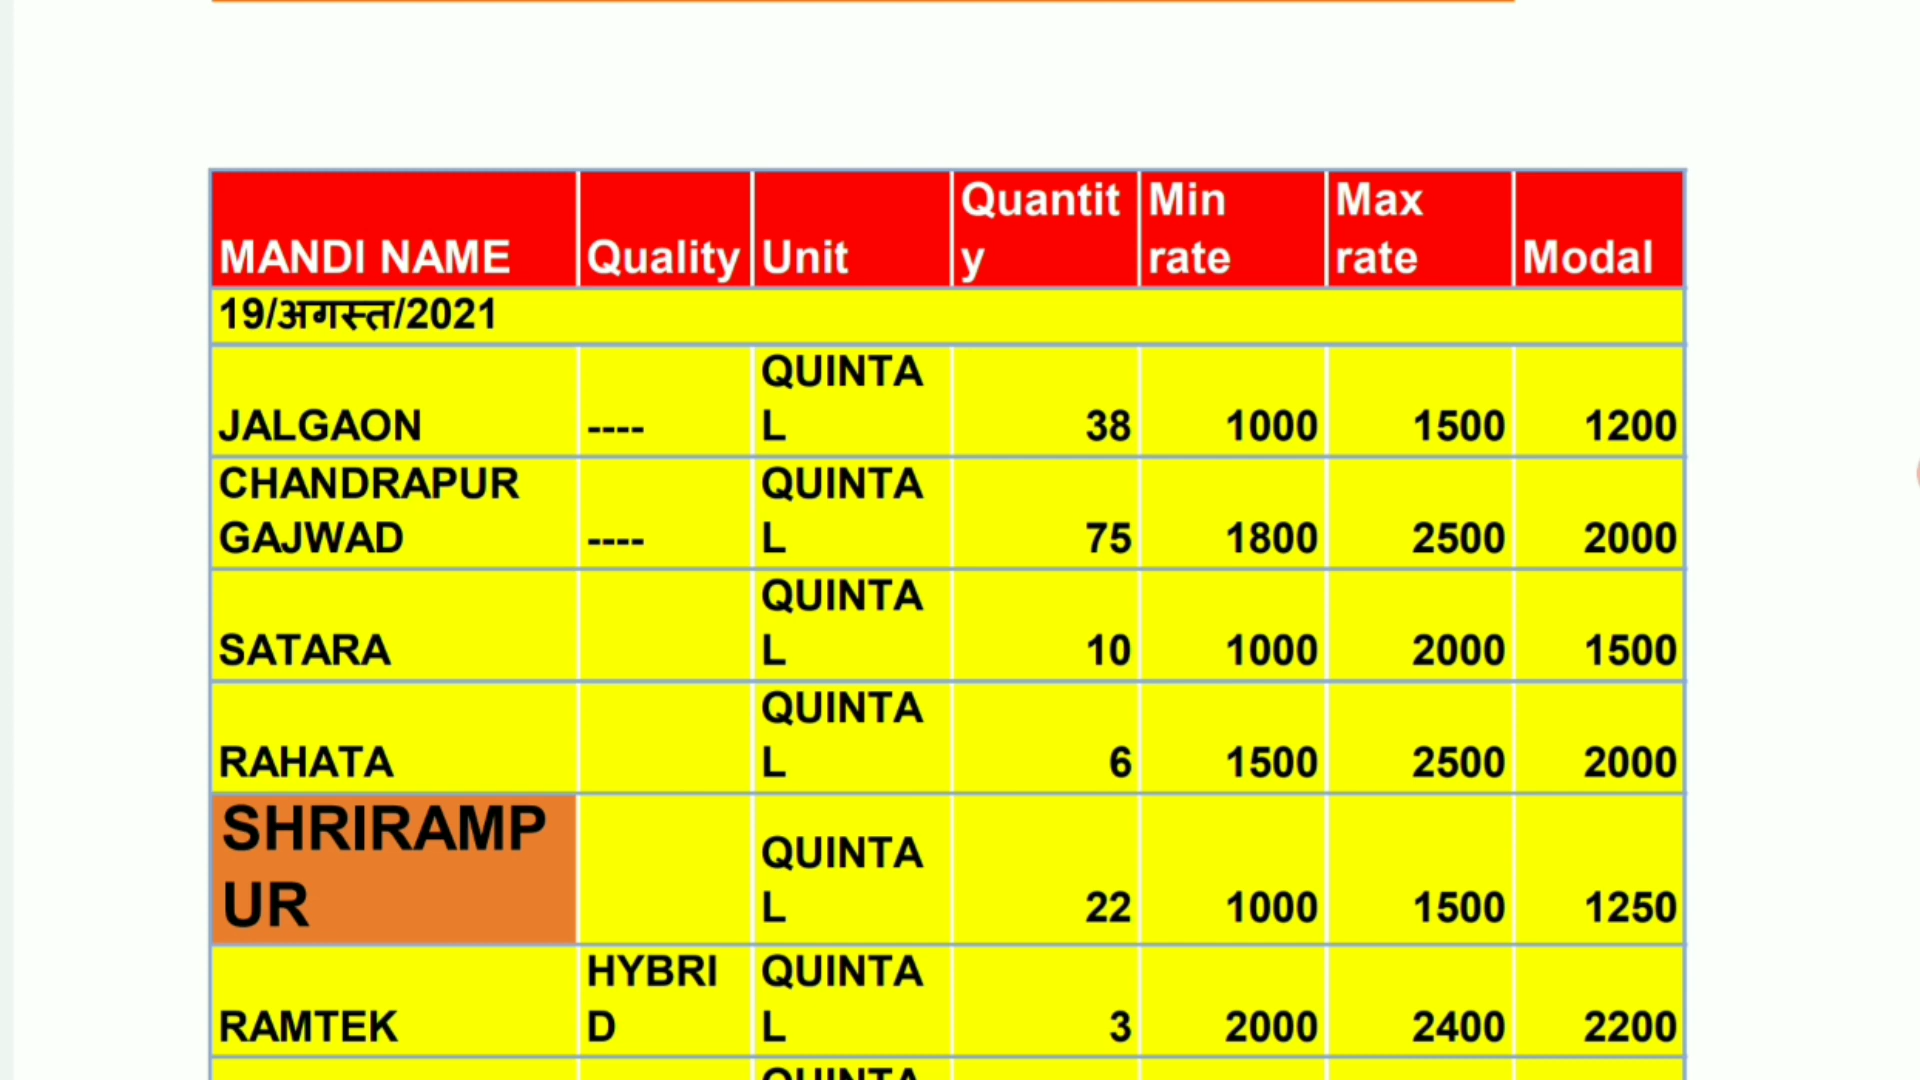 MANDI NAME Quality Unit Quantit y Min rate Max rate Modal
19/अगस्त/2021
JALGAON ---- QUINTA L 38 1000 1500 1200
CHANDRAPUR GAJWAD ---- QUINTA L 75 1800 2500 2000
SATARA QUINTA L 10 1000 2000 1500
RAHATA QUINTA L 6 1500 2500 2000
SHRIRAMP UR QUINTA L 22 1000 1500 1250
RAMTEK HYBRI D QUINTA L 3 2000 2400 2200
QUINTA